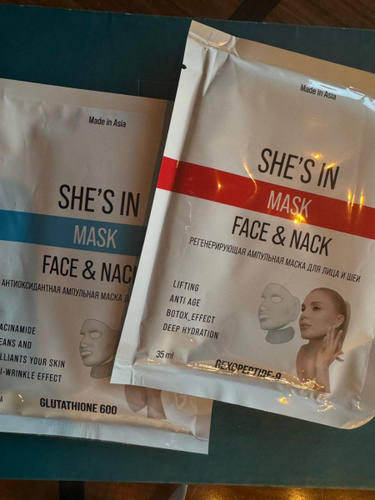 Made in Asia
SHE'S IN
MASK
FACE & NACK
АНТИОКСИДАНТНАЯ АМПУЛЬНАЯ МАСКА
ACINAMIDE
EANS AND
LLIANTS YOUR SKIN
I-WRINKLE EFFECT
GLUTATHIONE 600
Made in Asia
SHE'S IN
MASK
FACE & NACK
РЕГЕНЕРИРУЮЩАЯ АМПУЛЬНАЯ МАСКА ДЛЯ ЛИЦА И ШЕИ
LIFTING
ANTI AGE
BOTOX_EFFECT
DEEP HYDRATION
35 ml